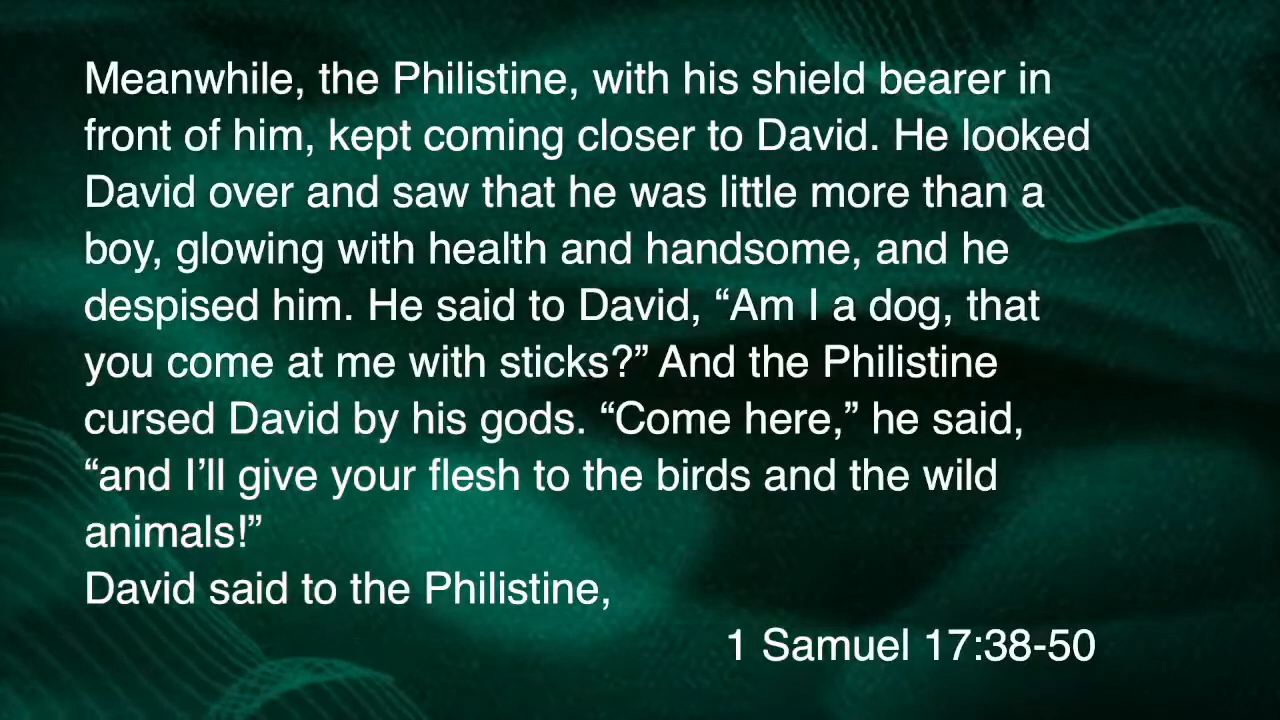 Meanwhile, the Philistine, with his shield bearer in
front of him, kept coming closer to David. He looked
David over and saw that he was little more than a
boy, glowing with health and handsome, and he
despised him. He said to David, “Am I a dog, that
you come at me with sticks?” And the Philistine
cursed David by his gods. “Come here,” he said,
“and I’ll give your flesh to the birds and the wild
animals!”
David said to the Philistine,
1 Samuel 17:38-50